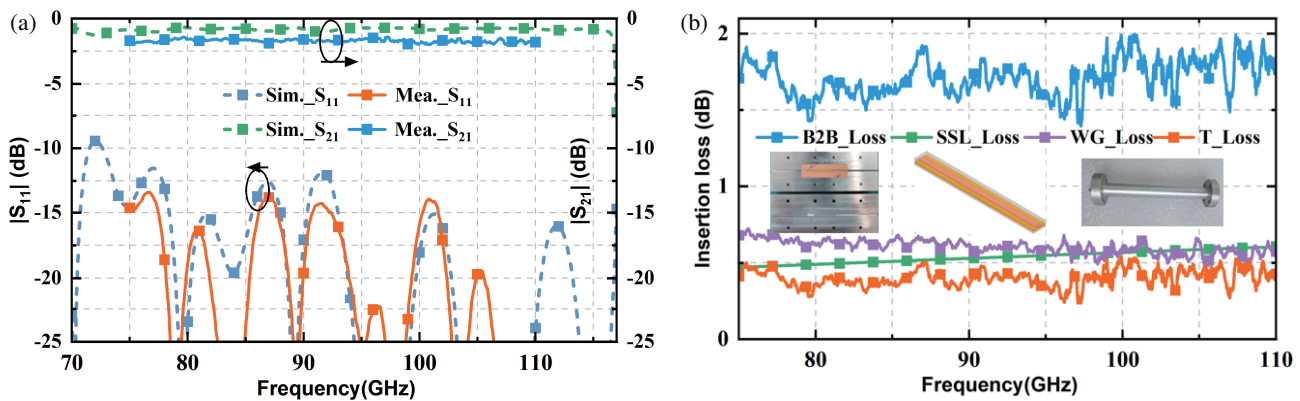 (a)
0
-5
-10
-15
-20
-25
|S11| (dB)
Sim._S11 Mea._S11
Sim._S21 Mea._S21
0
-5
-10
-15
-20
-25
|S21| (dB)
70 80 90 100 110
Frequency(GHz)
(b)
2
1
0
Insertion loss (dB)
B2B_Loss SSL_Loss WG_Loss T_Loss
80 90 100 110
Frequency(GHz)